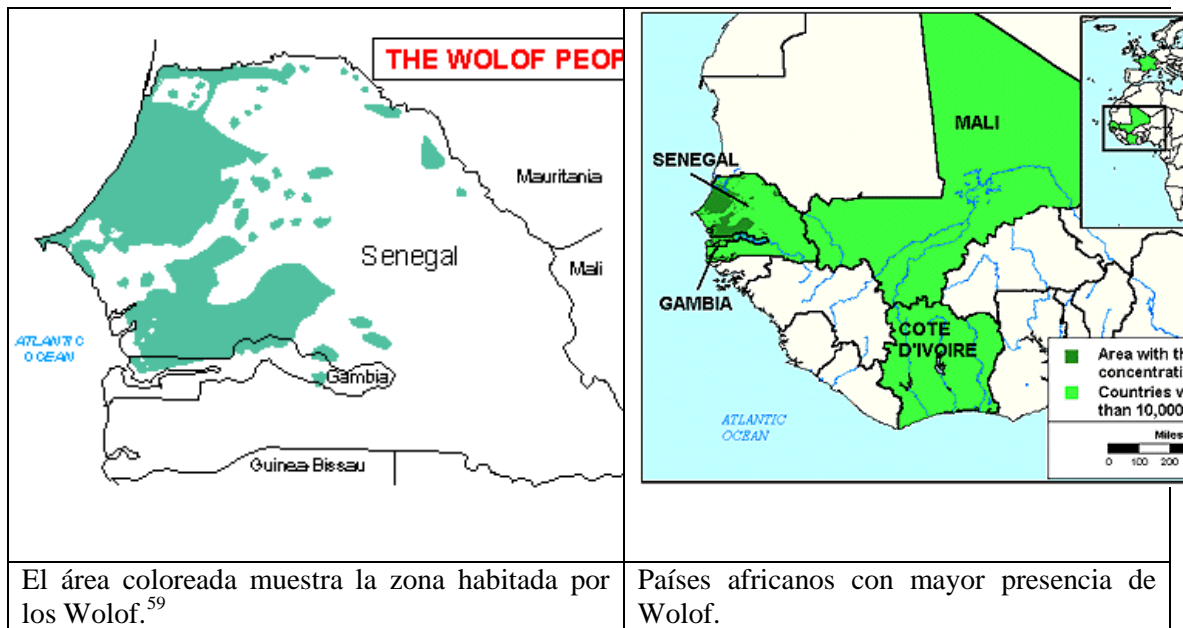 THE WOLOF PEOP
Mauritania
Senegal
Mali
ATLANTIC
OCEAN
Gambia
Guinea-Bissau
MALI
SENEGAL
GAMBIA
COTE
D'IVOIRE
ATLANTIC
OCEAN
Area with th
concentrati
Countries v
than 10,000
Miles
0 100 200
El área coloreada muestra la zona habitada por
los Wolof.59
Países africanos con mayor presencia de
Wolof.